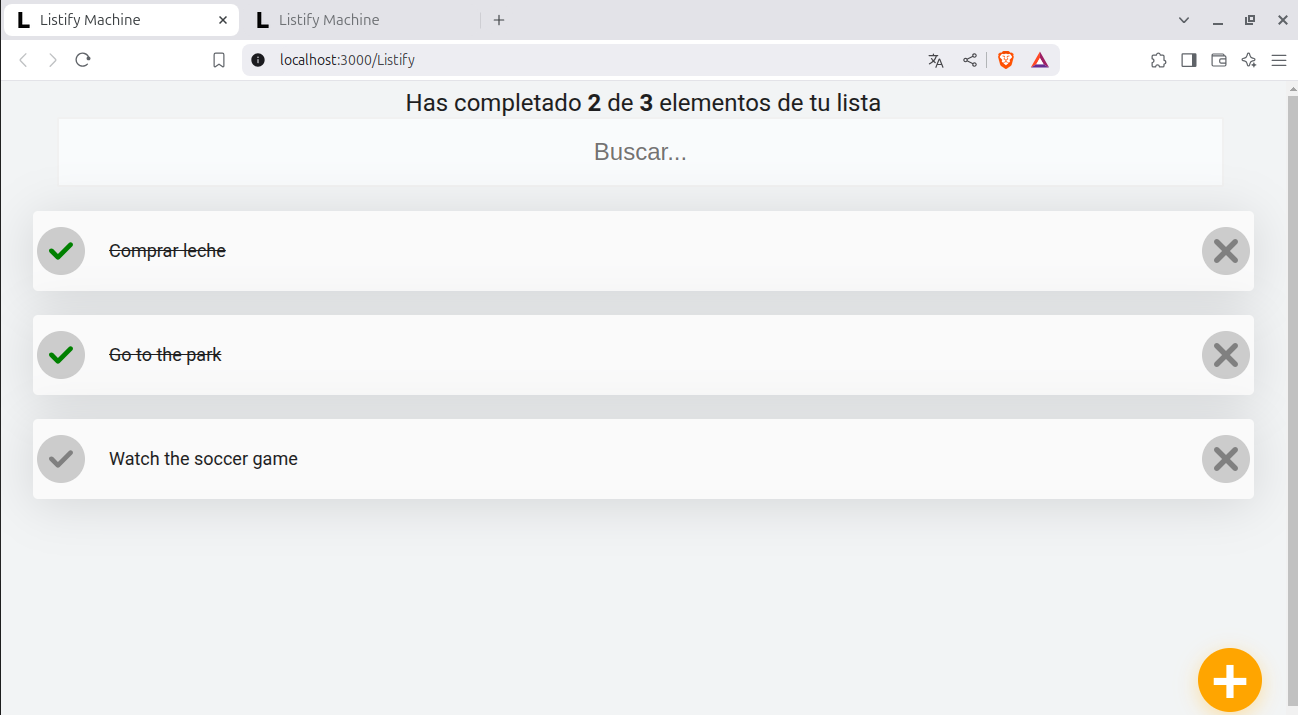 L Listify Machine
L Listify Machine
localhost:3000/Listify
Has completado 2 de 3 elementos de tu lista
Buscar...
Comprar leche
Go to the park
Watch the soccer game